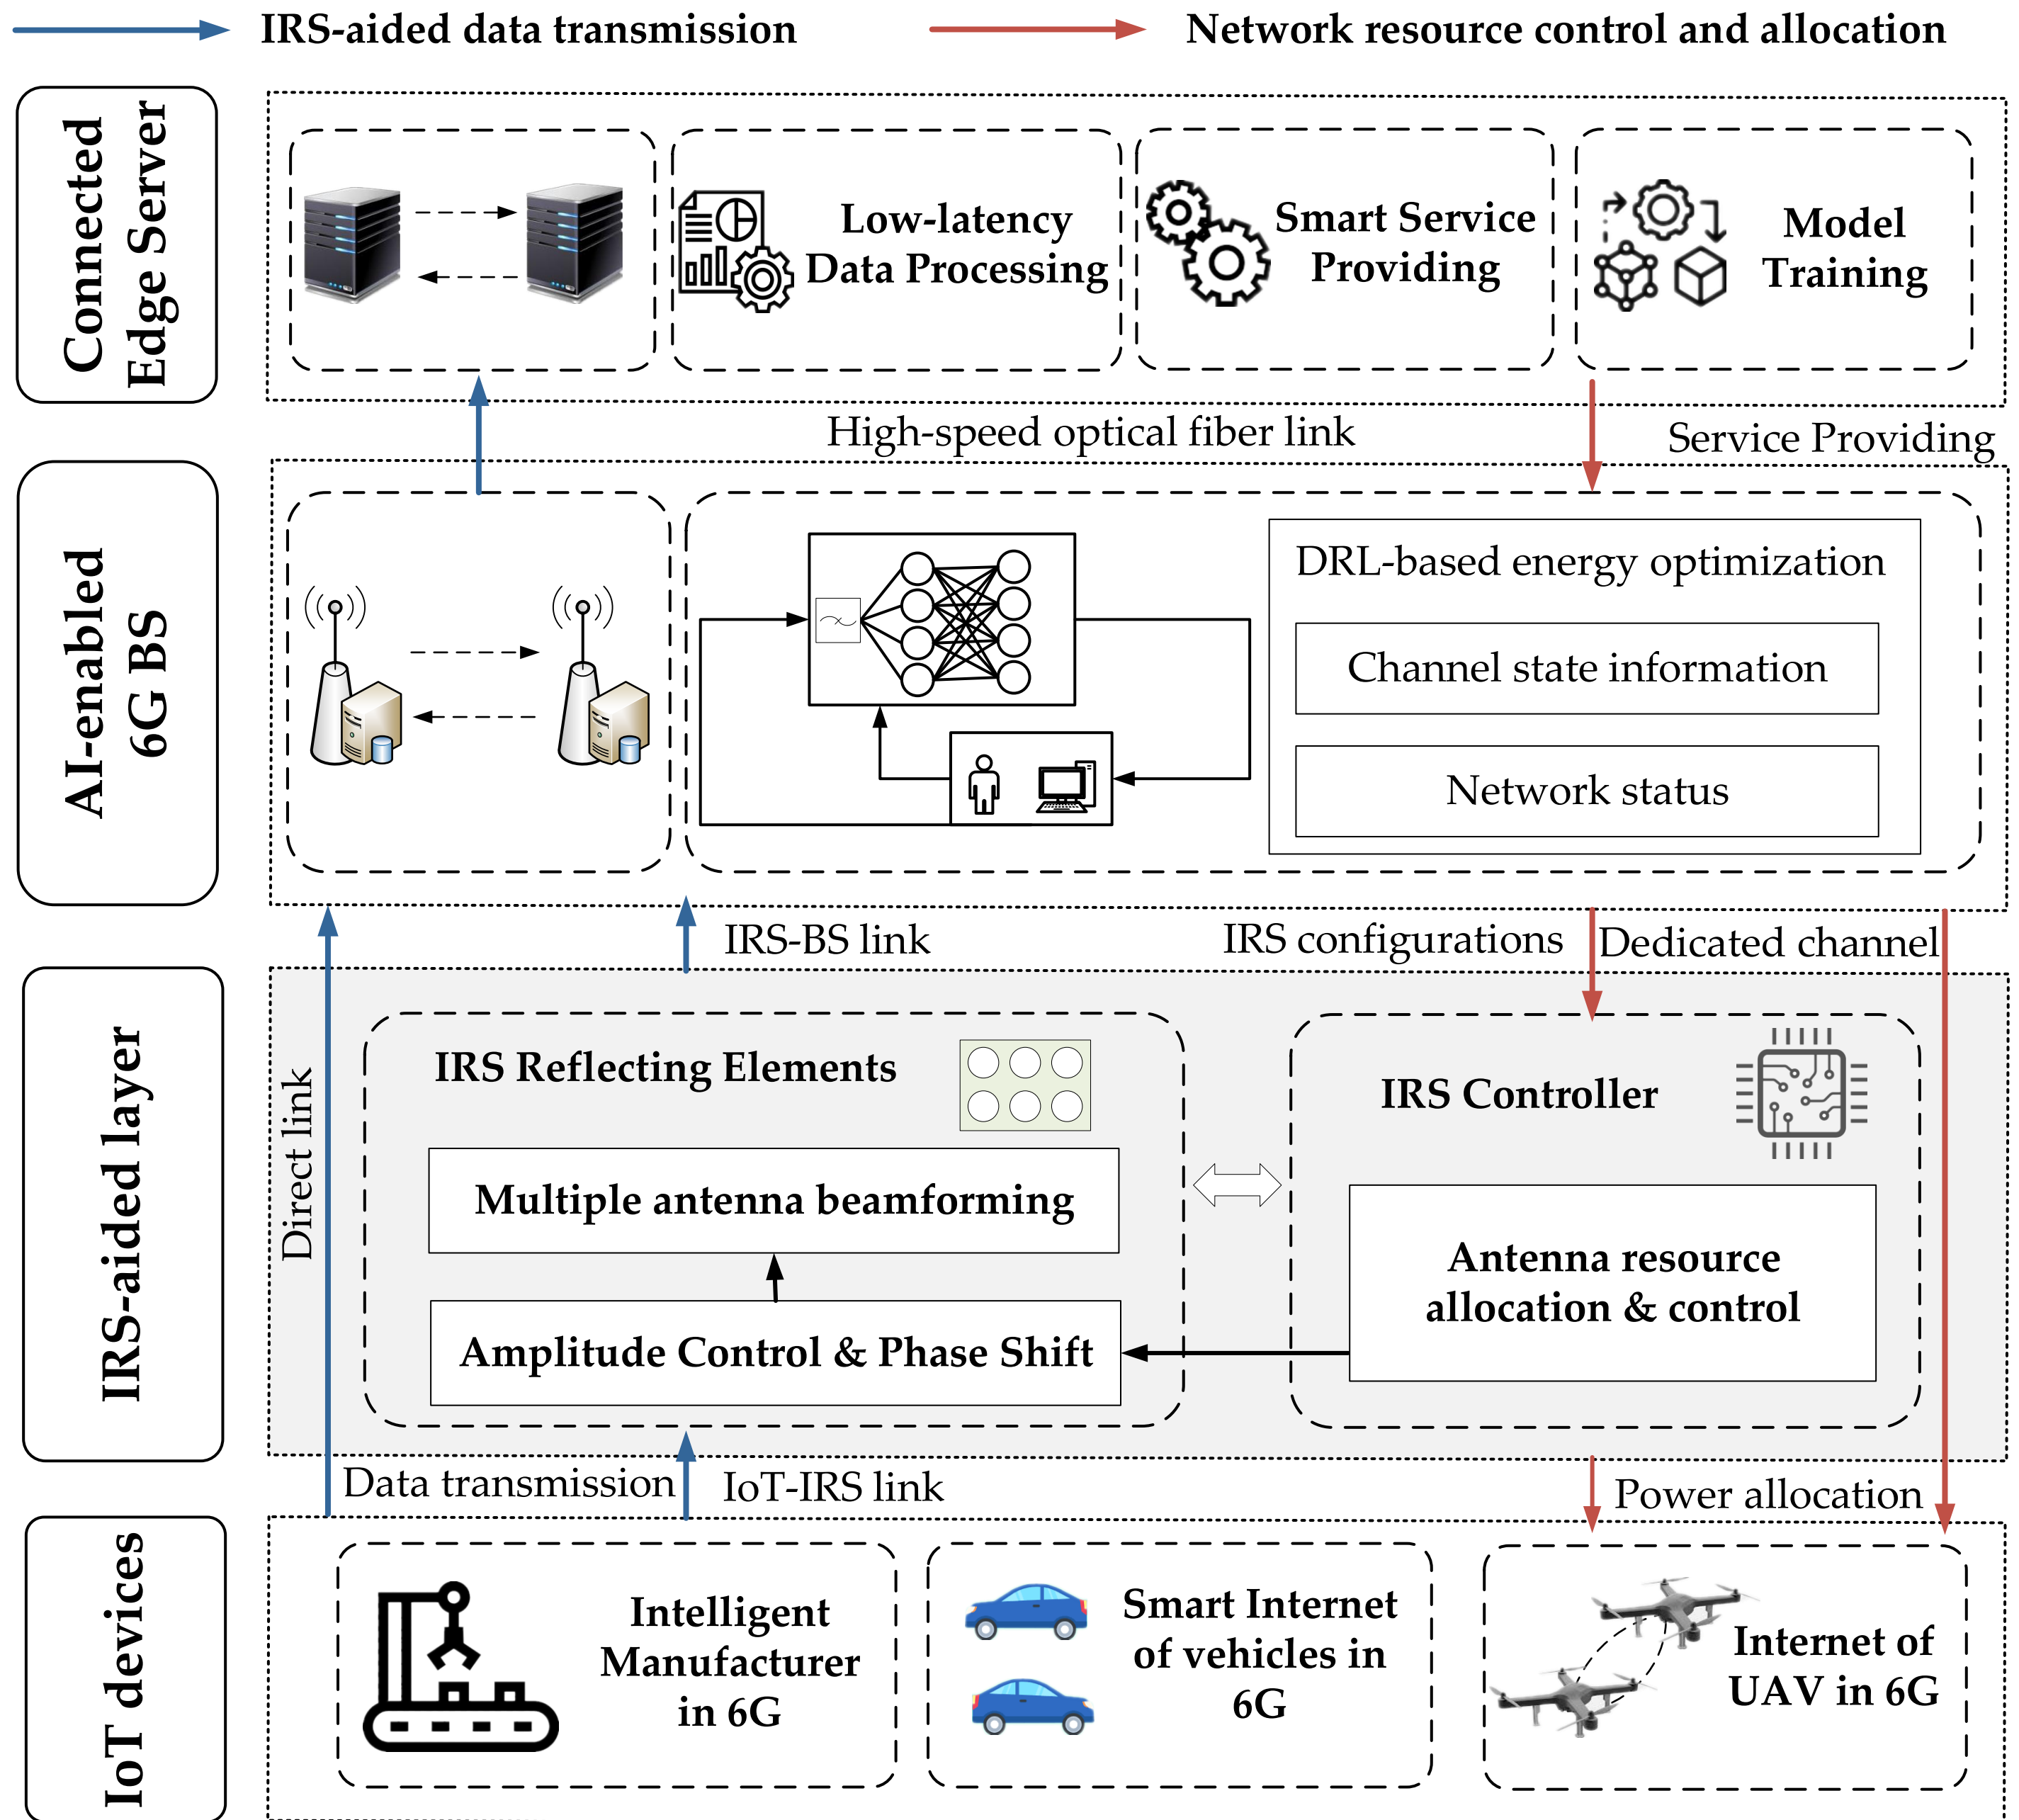 IRS-aided data transmission
Network resource control and allocation
Connected
Edge Server
Low-latency
Data Processing
Smart Service
Providing
Model
Training
High-speed optical fiber link
Service Providing
AI-enabled
6G BS
DRL-based energy optimization
Channel state information
Network status
IRS-BS link
IRS configurations
Dedicated channel
IRS-aided layer
Direct link
IRS Reflecting Elements
Multiple antenna beamforming
Amplitude Control & Phase Shift
IRS Controller
Antenna resource
allocation & control
Data transmission
IoT-IRS link
Power allocation
IoT devices
Intelligent
Manufacturer
in 6G
Smart Internet
of vehicles in
6G
Internet of
UAV in 6G